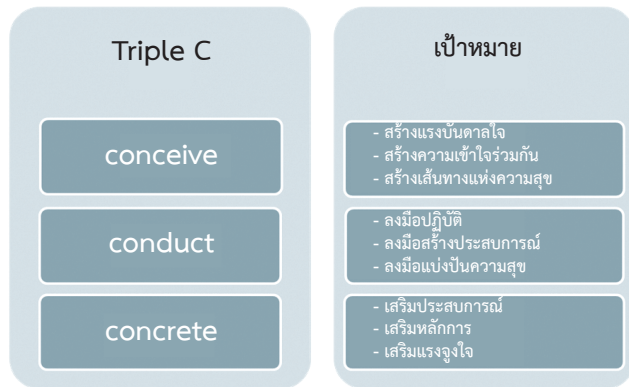 Triple C
conceive
conduct
concrete
เป้าหมาย
- สร้างแรงบันดาลใจ
- สร้างความเข้าใจร่วมกัน
- สร้างเส้นทางแห่งความสุข
- ลงมือปฏิบัติ
- ลงมือสร้างประสบการณ์
- ลงมือแบ่งปันความสุข
- เสริมประสบการณ์
- เสริมหลักการ
- เสริมแรงจูงใจ